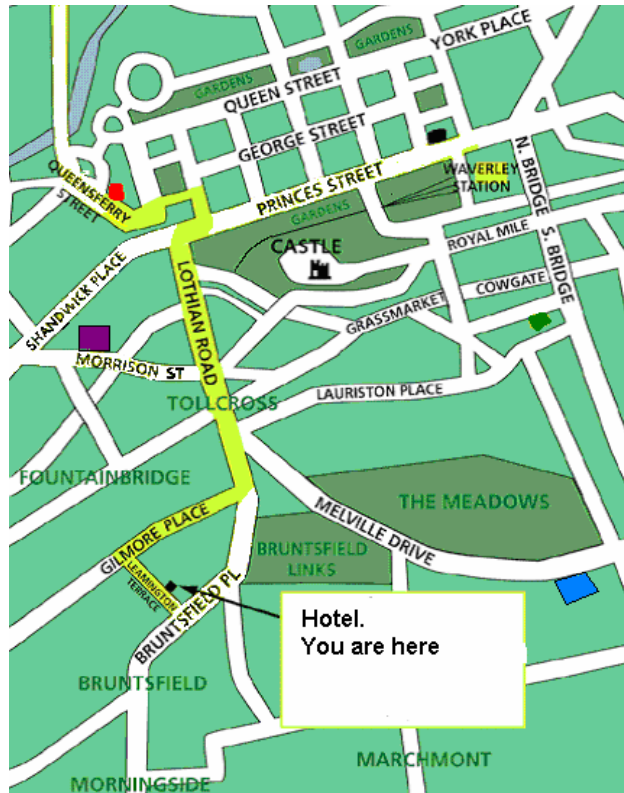 GARDENS
YORK PLACE
GARDENS
QUEEN STREET
GEORGE STREET
N. BRIDGE
QUEENSFERRY
STREET
WAVERLEY
STATION
PRINCES STREET
GARDENS
CASTLE
ROYAL MILE
S. BRIDGE
SHANDWICK PLACE
LOTHIAN ROAD
COWGATE
GRASSMARKET
MORRISON ST
LAURISTON PLACE
TOLLCROSS
FOUNTAINBRIDGE
THE MEADOWS
MELVILLE DRIVE
GILMORE PLACE
BRUNTSFIELD
LINKS
LEAMINGTON
TERRACE
BRUNTSFIELD PL
Hotel.
You are here
BRUNTSFIELD
MARCHMONT
MORNINGSIDE